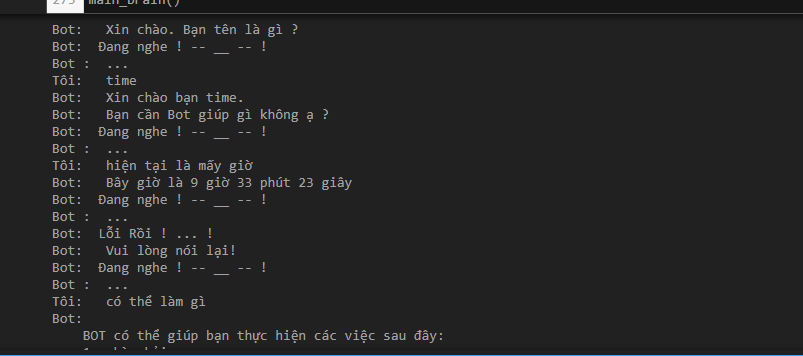 275 main_brain()
Bot: Xin chào. Bạn tên là gì ?
Bot: Đang nghe ! -- __ -- !
Bot : ...
Tôi: time
Bot: Xin chào bạn time.
Bot: Bạn cần Bot giúp gì không ạ ?
Bot: Đang nghe ! -- __ -- !
Bot : ...
Tôi: hiện tại là mấy giờ
Bot: Bây giờ là 9 giờ 33 phút 23 giây
Bot: Đang nghe ! -- __ -- !
Bot : ...
Bot: Lỗi Rồi ! ... !
Bot: Vui lòng nói lại!
Bot: Đang nghe ! -- __ -- !
Bot : ...
Tôi: có thể làm gì
Bot:
BOT có thể giúp bạn thực hiện các việc sau đây: